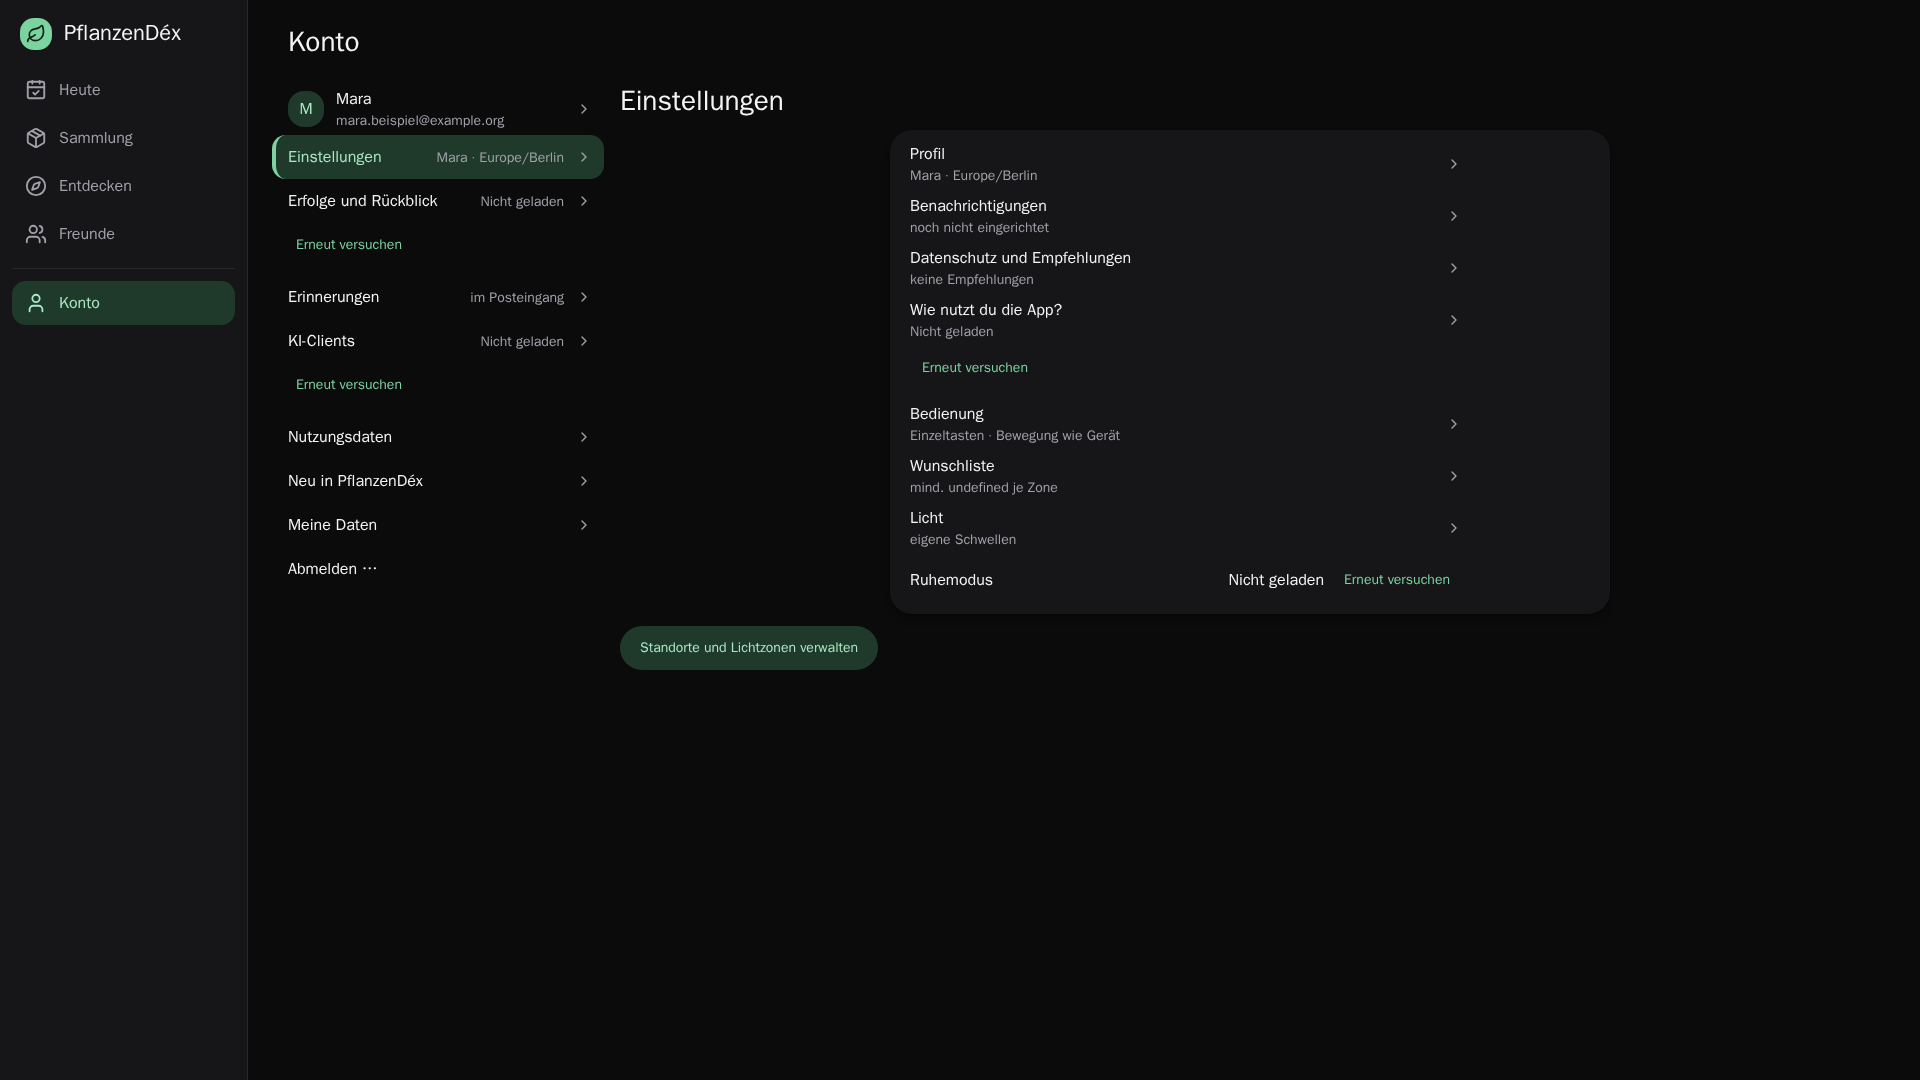 PflanzenDéx
Heute
Sammlung
Entdecken
Freunde
Konto
Konto
M
Mara
mara.beispiel@example.org
Einstellungen Mara · Europe/Berlin
Erfolge und Rückblick Nicht geladen
Erneut versuchen
Erinnerungen im Posteingang
KI-Clients Nicht geladen
Erneut versuchen
Nutzungsdaten
Neu in PflanzenDéx
Meine Daten
Abmelden ···
Einstellungen
Profil
Mara · Europe/Berlin
Benachrichtigungen
noch nicht eingerichtet
Datenschutz und Empfehlungen
keine Empfehlungen
Wie nutzt du die App?
Nicht geladen
Erneut versuchen
Bedienung
Einzeltasten · Bewegung wie Gerät
Wunschliste
mind. undefined je Zone
Licht
eigene Schwellen
Ruhemodus Nicht geladen Erneut versuchen
Standorte und Lichtzonen verwalten